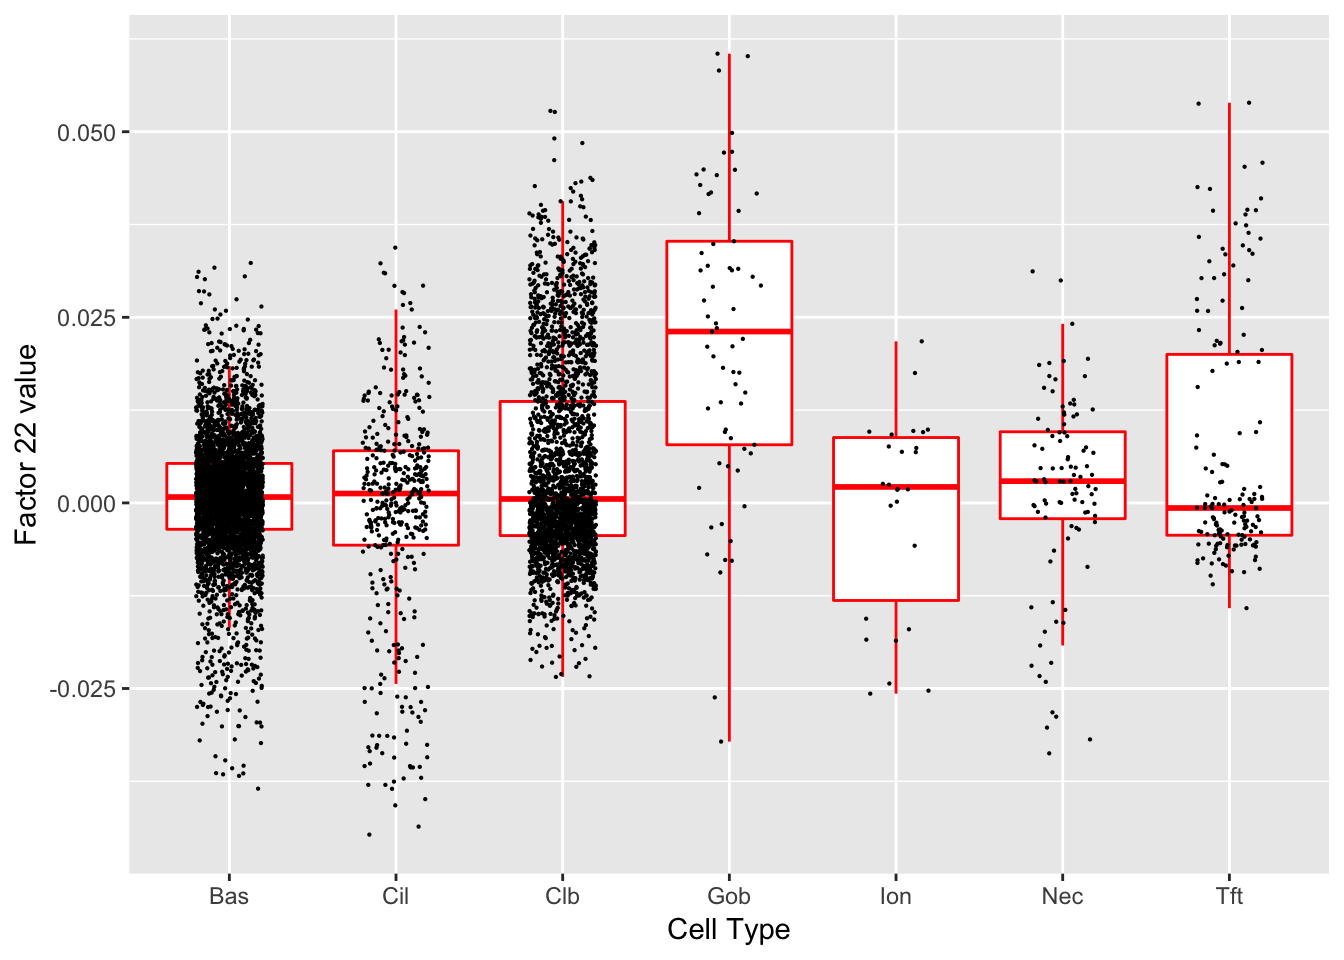 Factor 22 value
0.050
0.025
0.000
-0.025
Bas Cil Clb Gob Ion Nec Tft
Cell Type